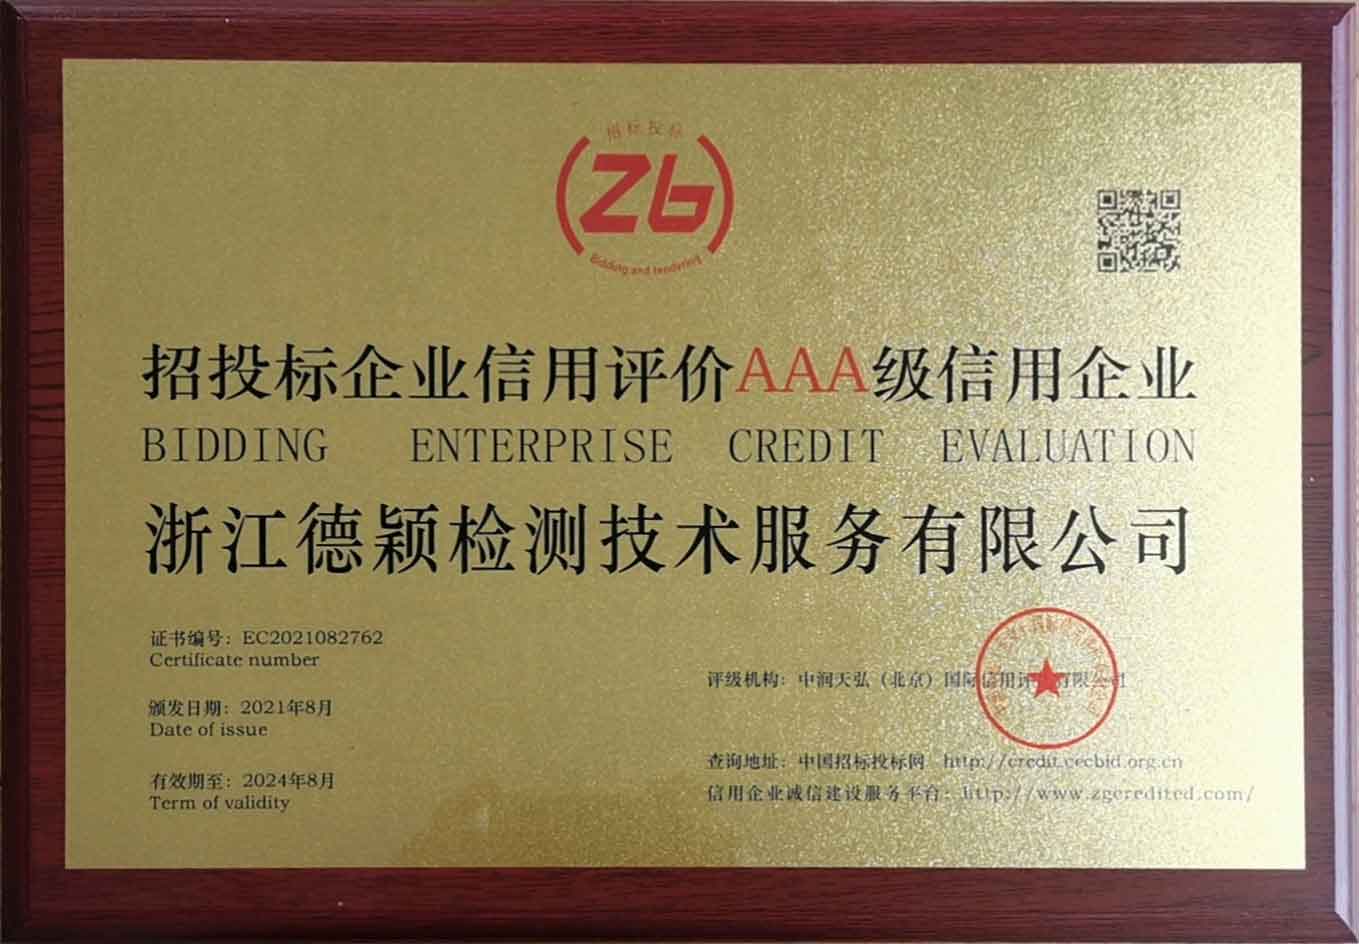 招标投标
Zb
Bidding and tendering
招投标企业信用评价AAA级信用企业
BIDDING ENTERPRISE CREDIT EVALUATION
浙江德颖检测技术服务有限公司
证书编号：EC2021082762
Certificate number
颁发日期：2021年8月
Date of issue
有效期至：2024年8月
Term of validity
评级机构：中润天弘（北京）国际信用评价有限公司
查询地址：中国招标投标网 http://credit.cecbid.org.cn
信用企业诚信建设服务平台：http://www.zgcredited.com/